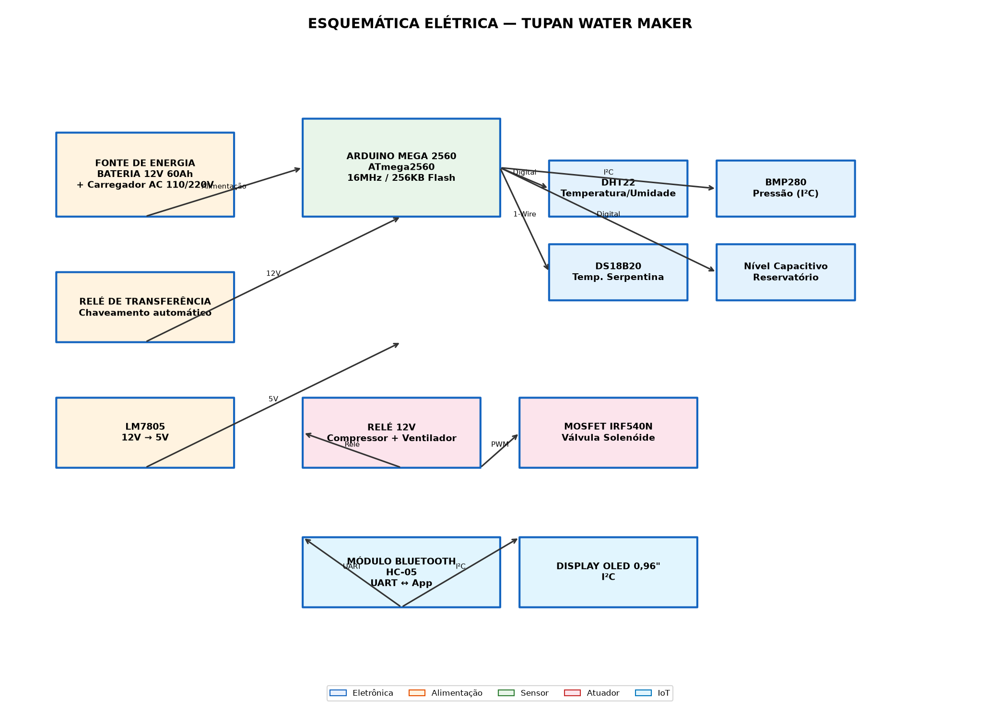 ESQUEMÁTICA ELÉTRICA — TUPAN WATER MAKER
FONTE DE ENERGIA
BATERIA 12V 60Ah
+ Carregador AC 110/220V
Alimentação
ARDUINO MEGA 2560
ATmega2560
16MHz / 256KB Flash
Digital
I²C
DHT22
Temperatura/Umidade
BMP280
Pressão (I²C)
1-Wire
Digital
DS18B20
Temp. Serpentina
Nível Capacitivo
Reservatório
12V
RELÉ DE TRANSFERÊNCIA
Chaveamento automático
5V
LM7805
12V → 5V
RELÉ 12V
Compressor + Ventilador
Relé
PWM
MOSFET IRF540N
Válvula Solenóide
MÓDULO BLUETOOTH
HC-05
UART ↔ App
UART
I²C
DISPLAY OLED 0,96"
I²C
Eletrônica
Alimentação
Sensor
Atuador
IoT